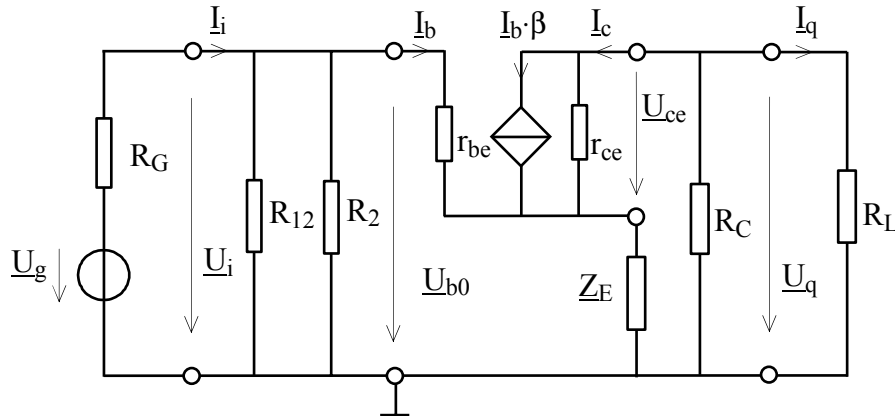 I_i
I_b
I_b·β
I_c
I_q
R_G
r_be
r_ce
U_ce
R_12
R_2
R_C
R_L
U_g
U_i
U_b0
Z_E
U_q